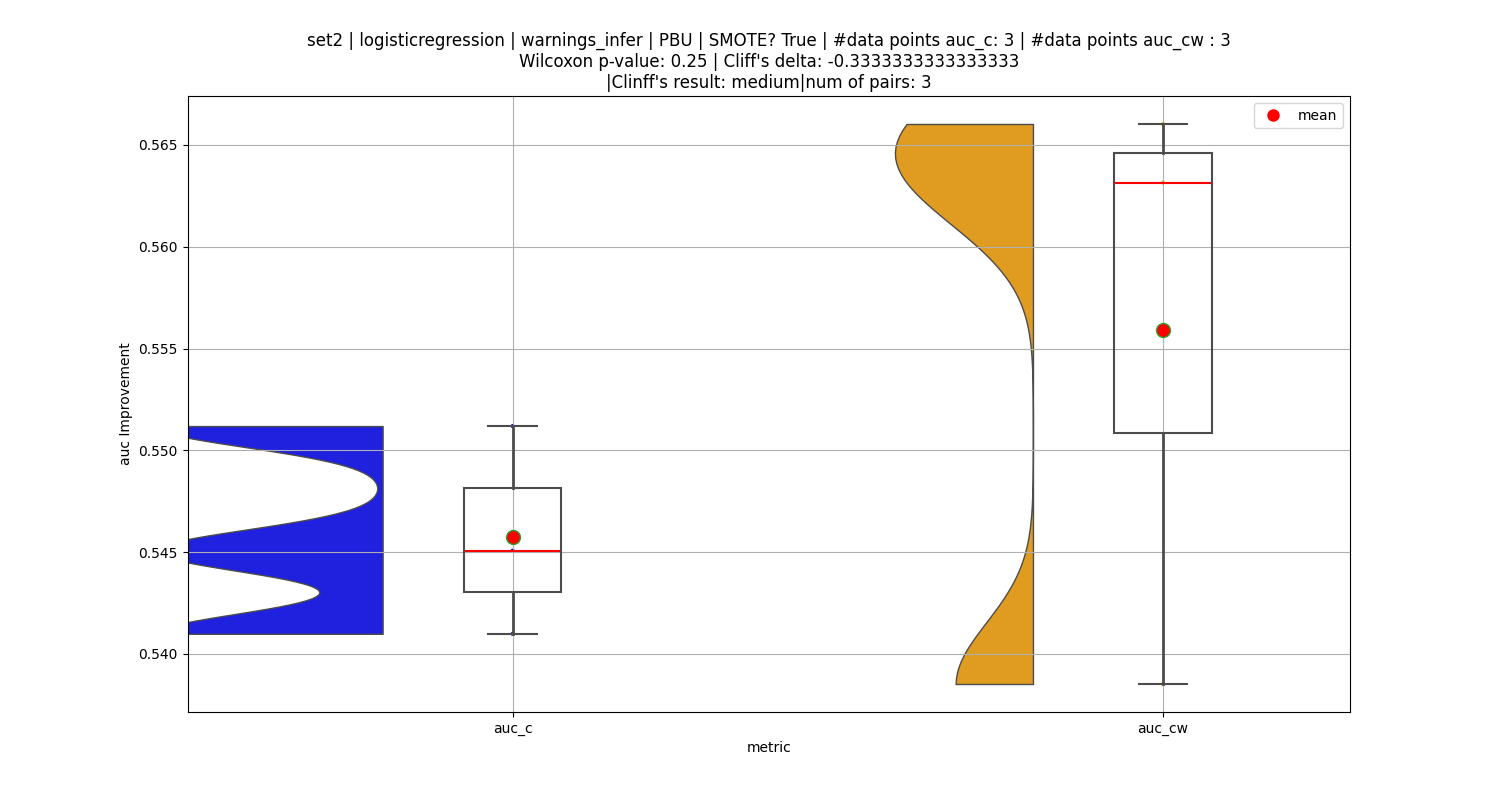 set2 | logisticregression | warnings_infer | PBU | SMOTE? True | #data points auc_c: 3 | #data points auc_cw : 3
Wilcoxon p-value: 0.25 | Cliff's delta: -0.3333333333333333
|Clinff's result: medium|num of pairs: 3
mean
0.565
0.560
0.555
0.550
0.545
0.540
auc Improvement
auc_c
auc_cw
metric